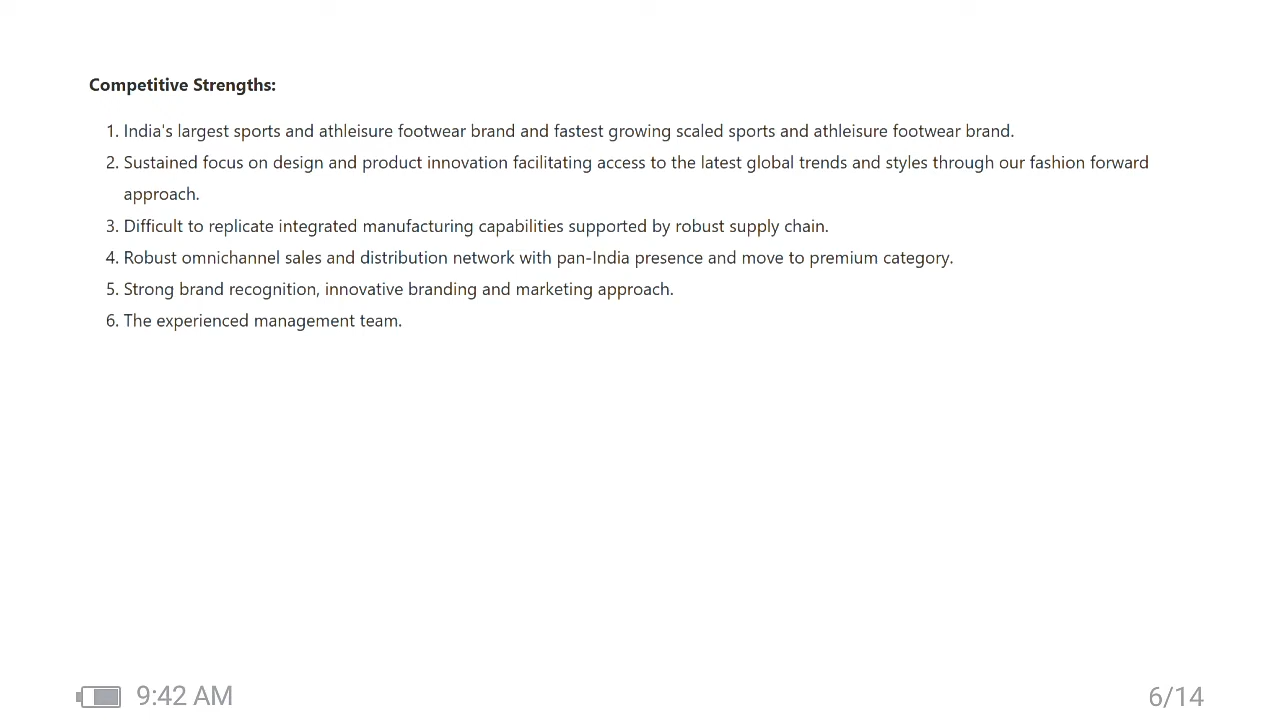 Competitive Strengths:
1. India's largest sports and athleisure footwear brand and fastest growing scaled sports and athleisure footwear brand.
2. Sustained focus on design and product innovation facilitating access to the latest global trends and styles through our fashion forward
approach.
3. Difficult to replicate integrated manufacturing capabilities supported by robust supply chain.
4. Robust omnichannel sales and distribution network with pan-India presence and move to premium category.
5. Strong brand recognition, innovative branding and marketing approach.
6. The experienced management team.
9:42 AM
6/14